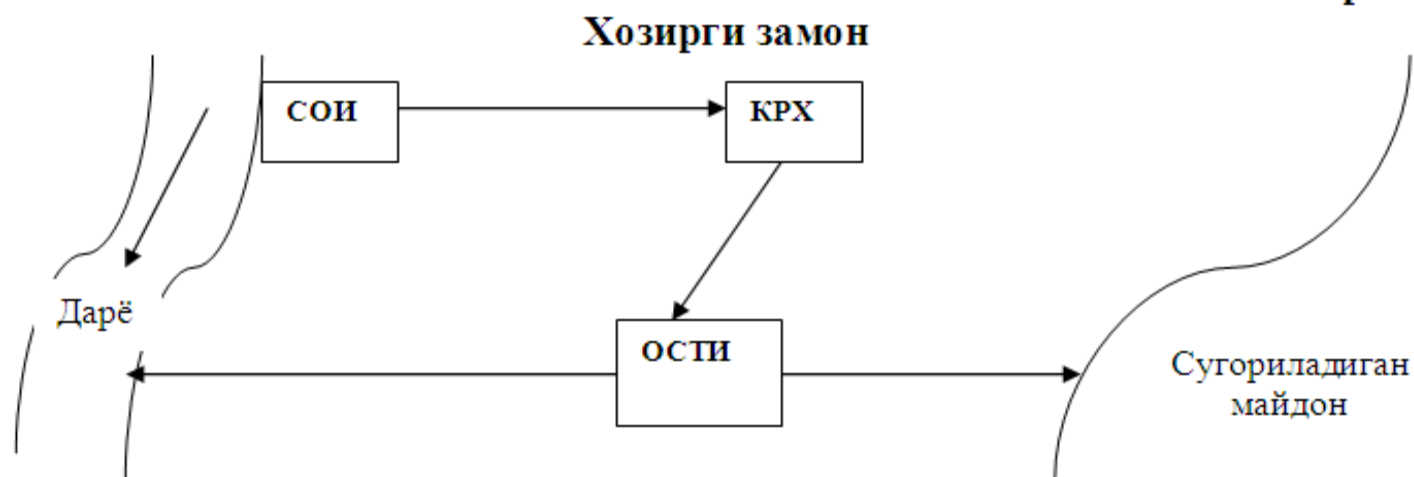 Хозирги замон
СОИ
КРХ
Дарё
ОСТИ
Сугориладиган
майдон